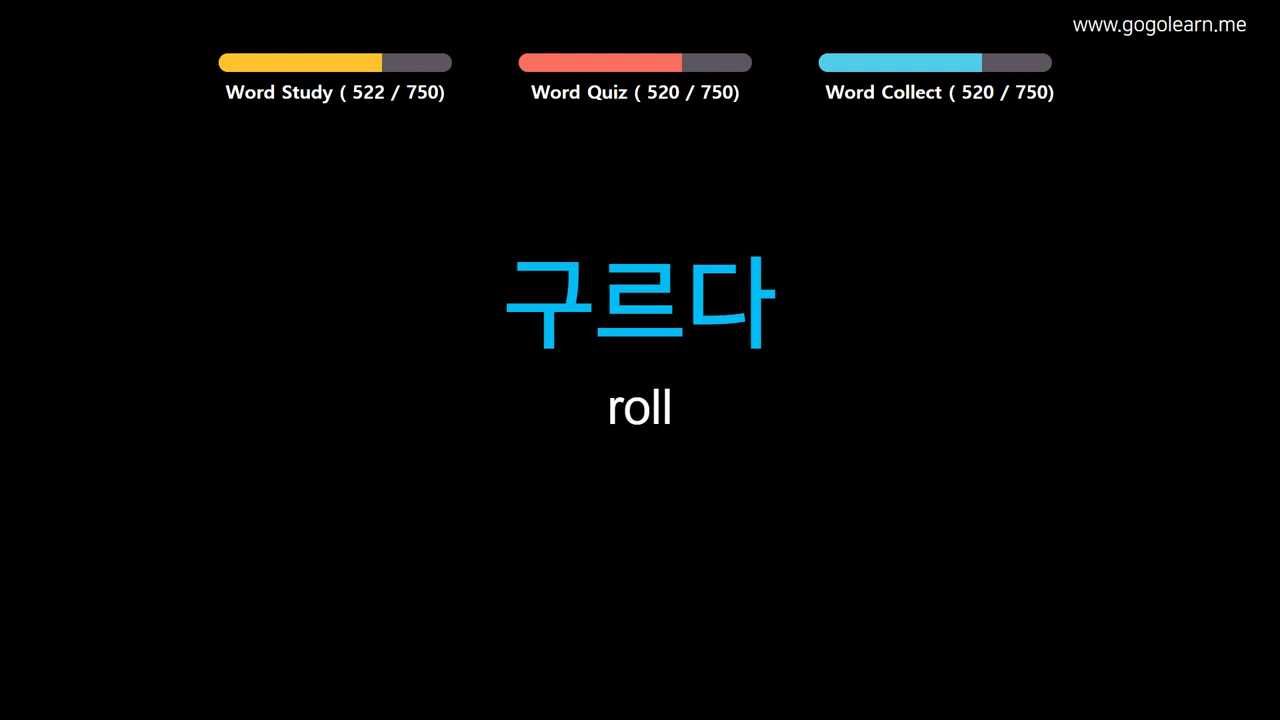 www.gogolearn.me
Word Study ( 522 / 750)
Word Quiz ( 520 / 750)
Word Collect ( 520 / 750)
구르다
roll